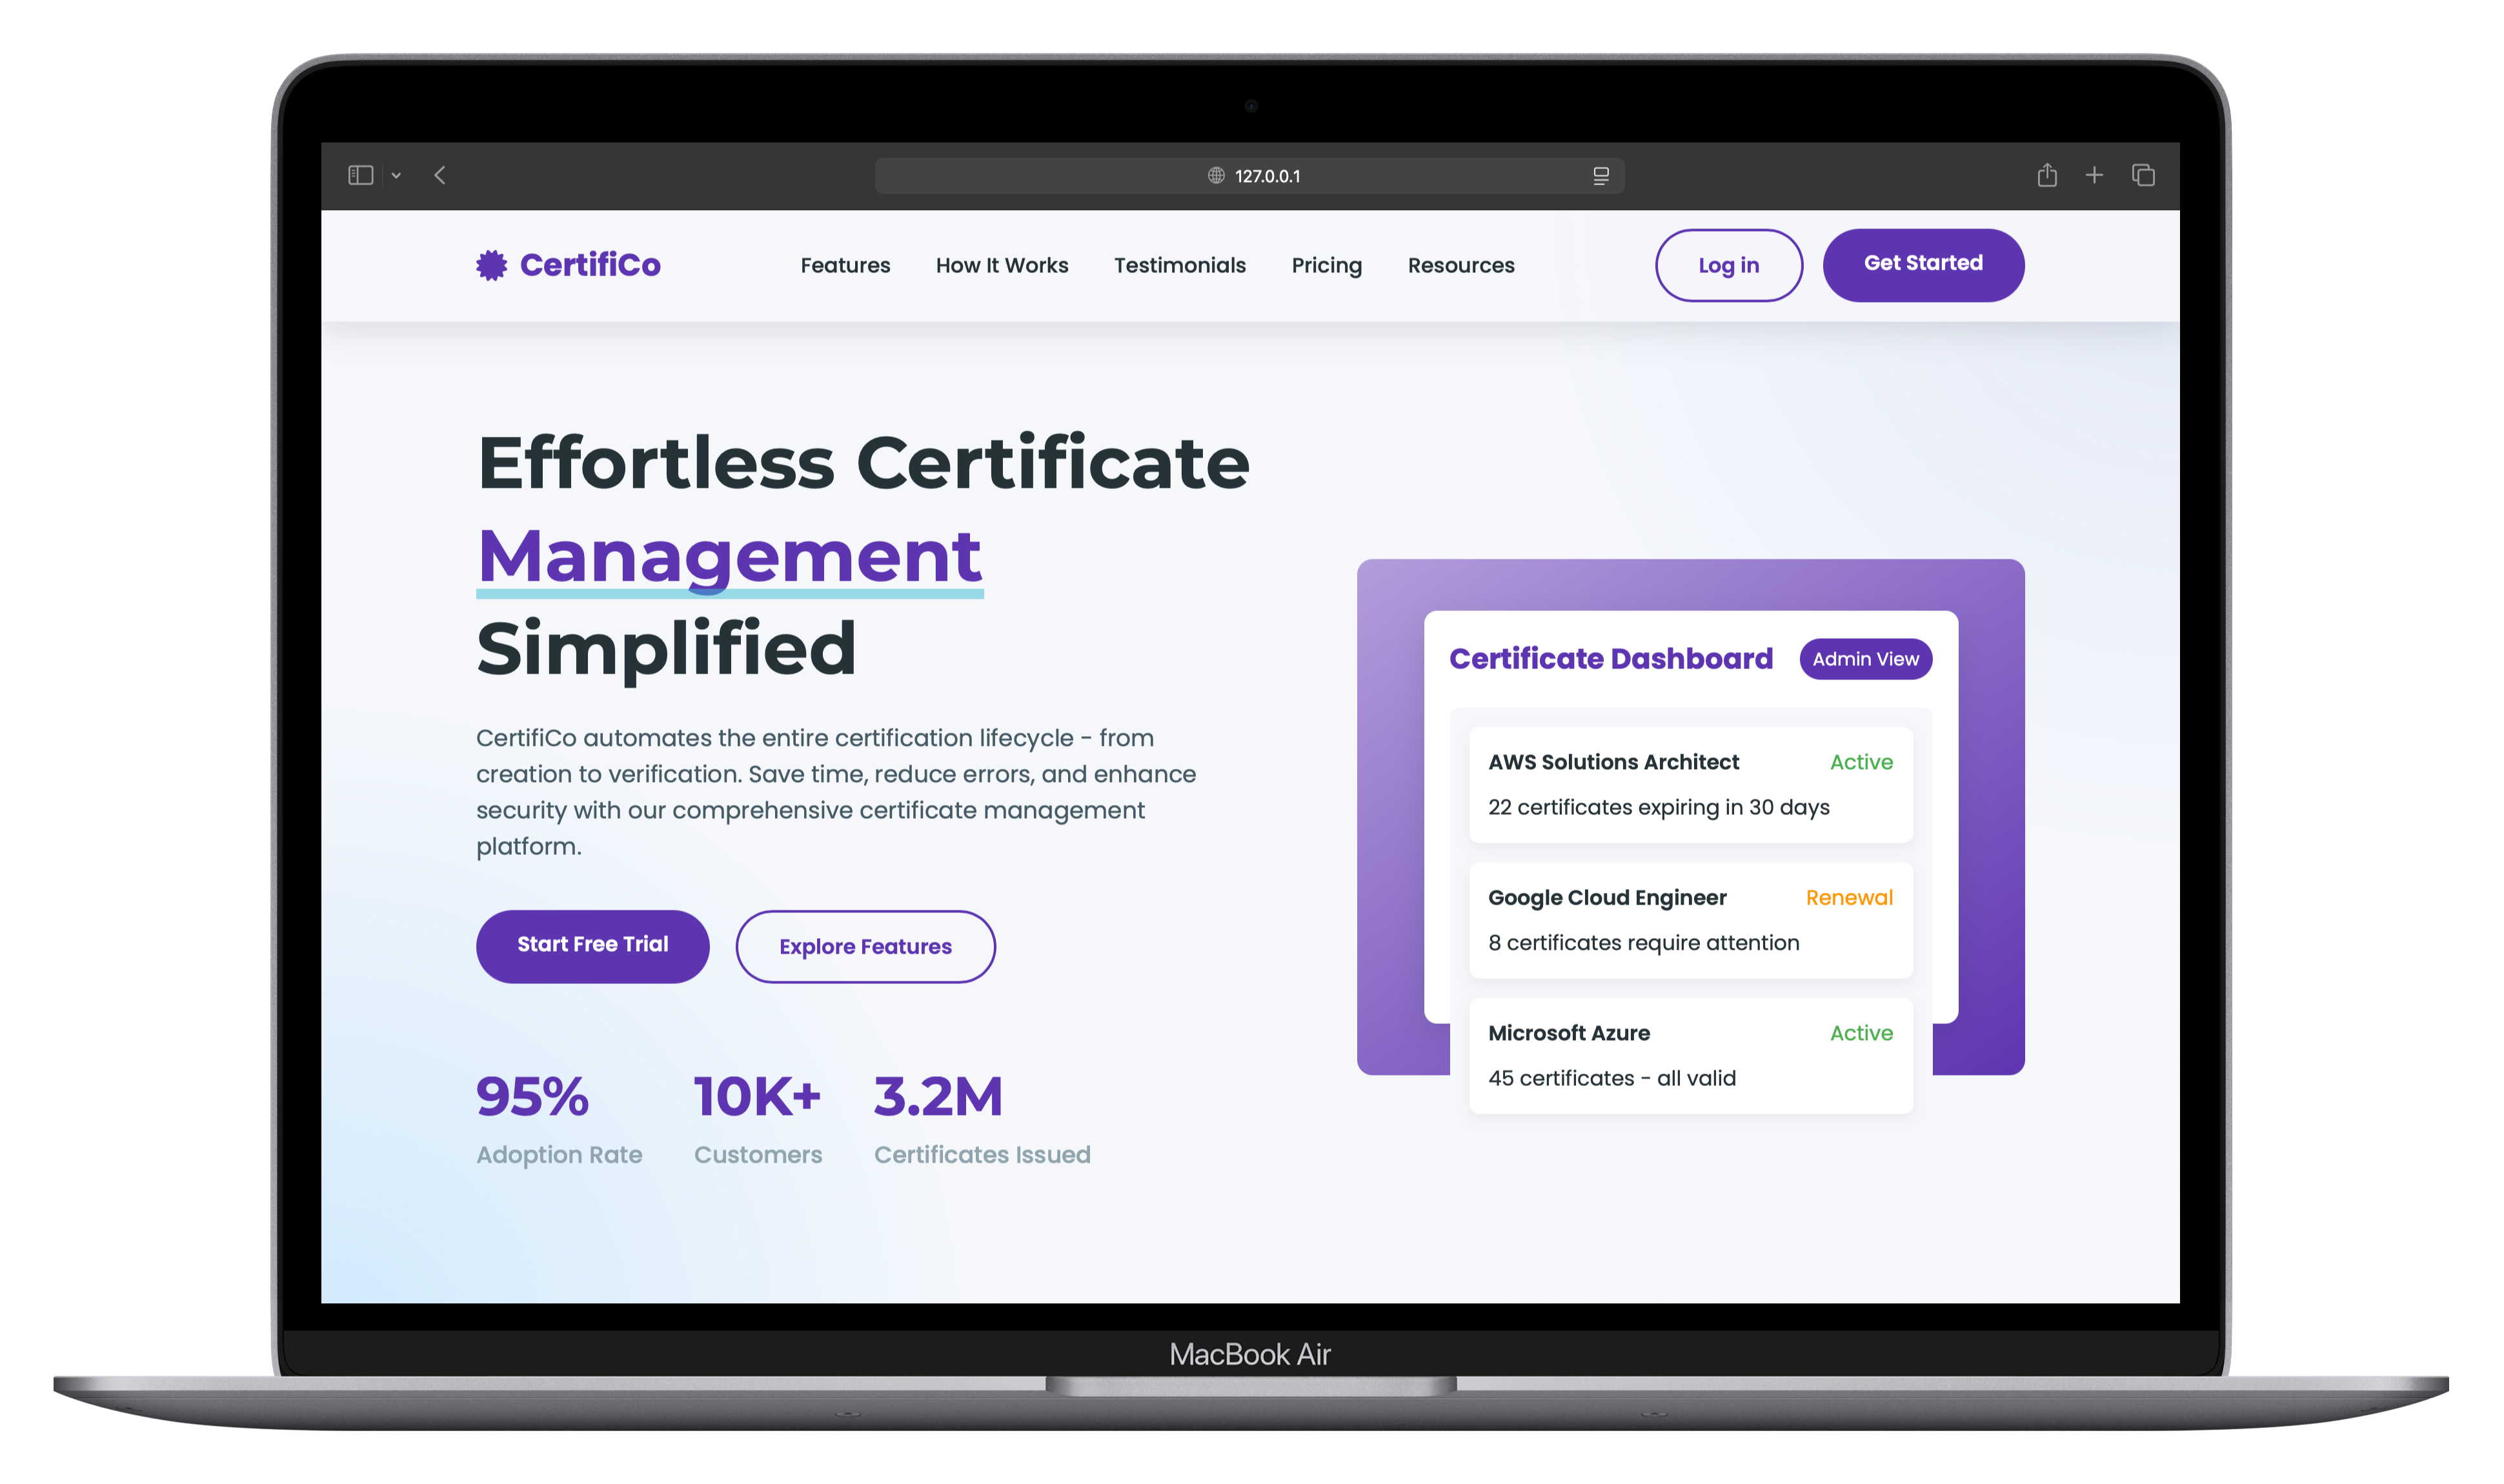 127.0.0.1
CertifiCo
Features
How It Works
Testimonials
Pricing
Resources
Log in
Get Started
Effortless Certificate
Management
Simplified
CertifiCo automates the entire certification lifecycle - from
creation to verification. Save time, reduce errors, and enhance
security with our comprehensive certificate management
platform.
Start Free Trial
Explore Features
95%
Adoption Rate
10K+
Customers
3.2M
Certificates Issued
Certificate Dashboard
Admin View
AWS Solutions Architect
Active
22 certificates expiring in 30 days
Google Cloud Engineer
Renewal
8 certificates require attention
Microsoft Azure
Active
45 certificates - all valid
MacBook Air